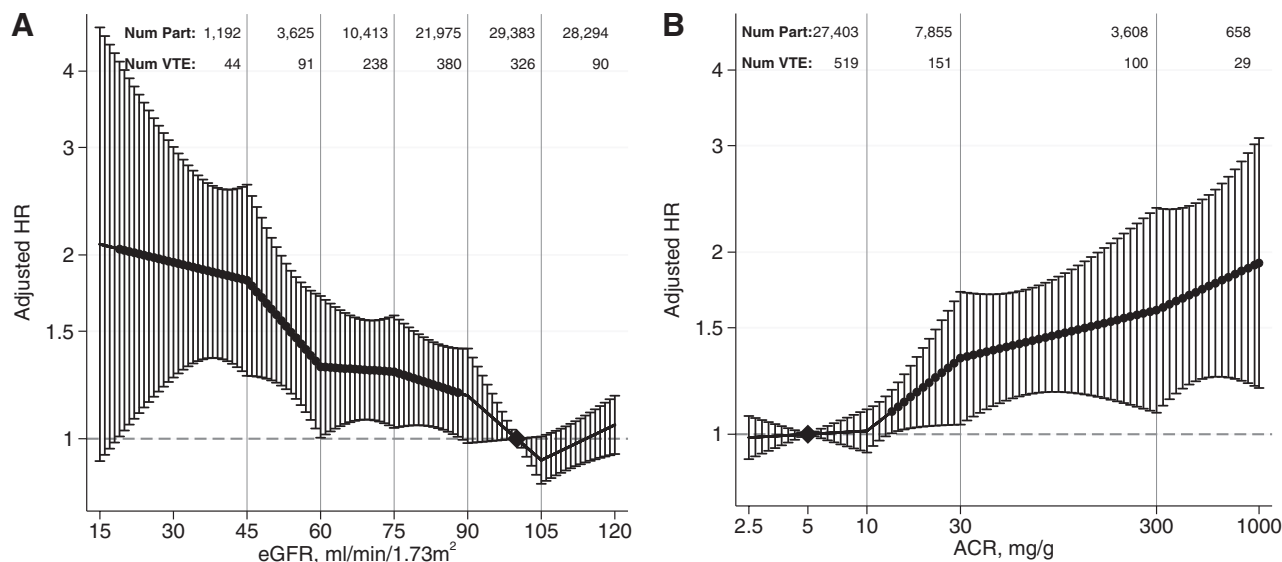 A
Num Part: 1,192 3,625 10,413 21,975 29,383 28,294
Num VTE: 44 91 238 380 326 90
4
3
2
1.5
1
Adjusted HR
15 30 45 60 75 90 105 120
eGFR, ml/min/1.73m²
B
Num Part:27,403 7,855 3,608 658
Num VTE: 519 151 100 29
4
3
2
1.5
1
Adjusted HR
2.5 5 10 30 300 1000
ACR, mg/g